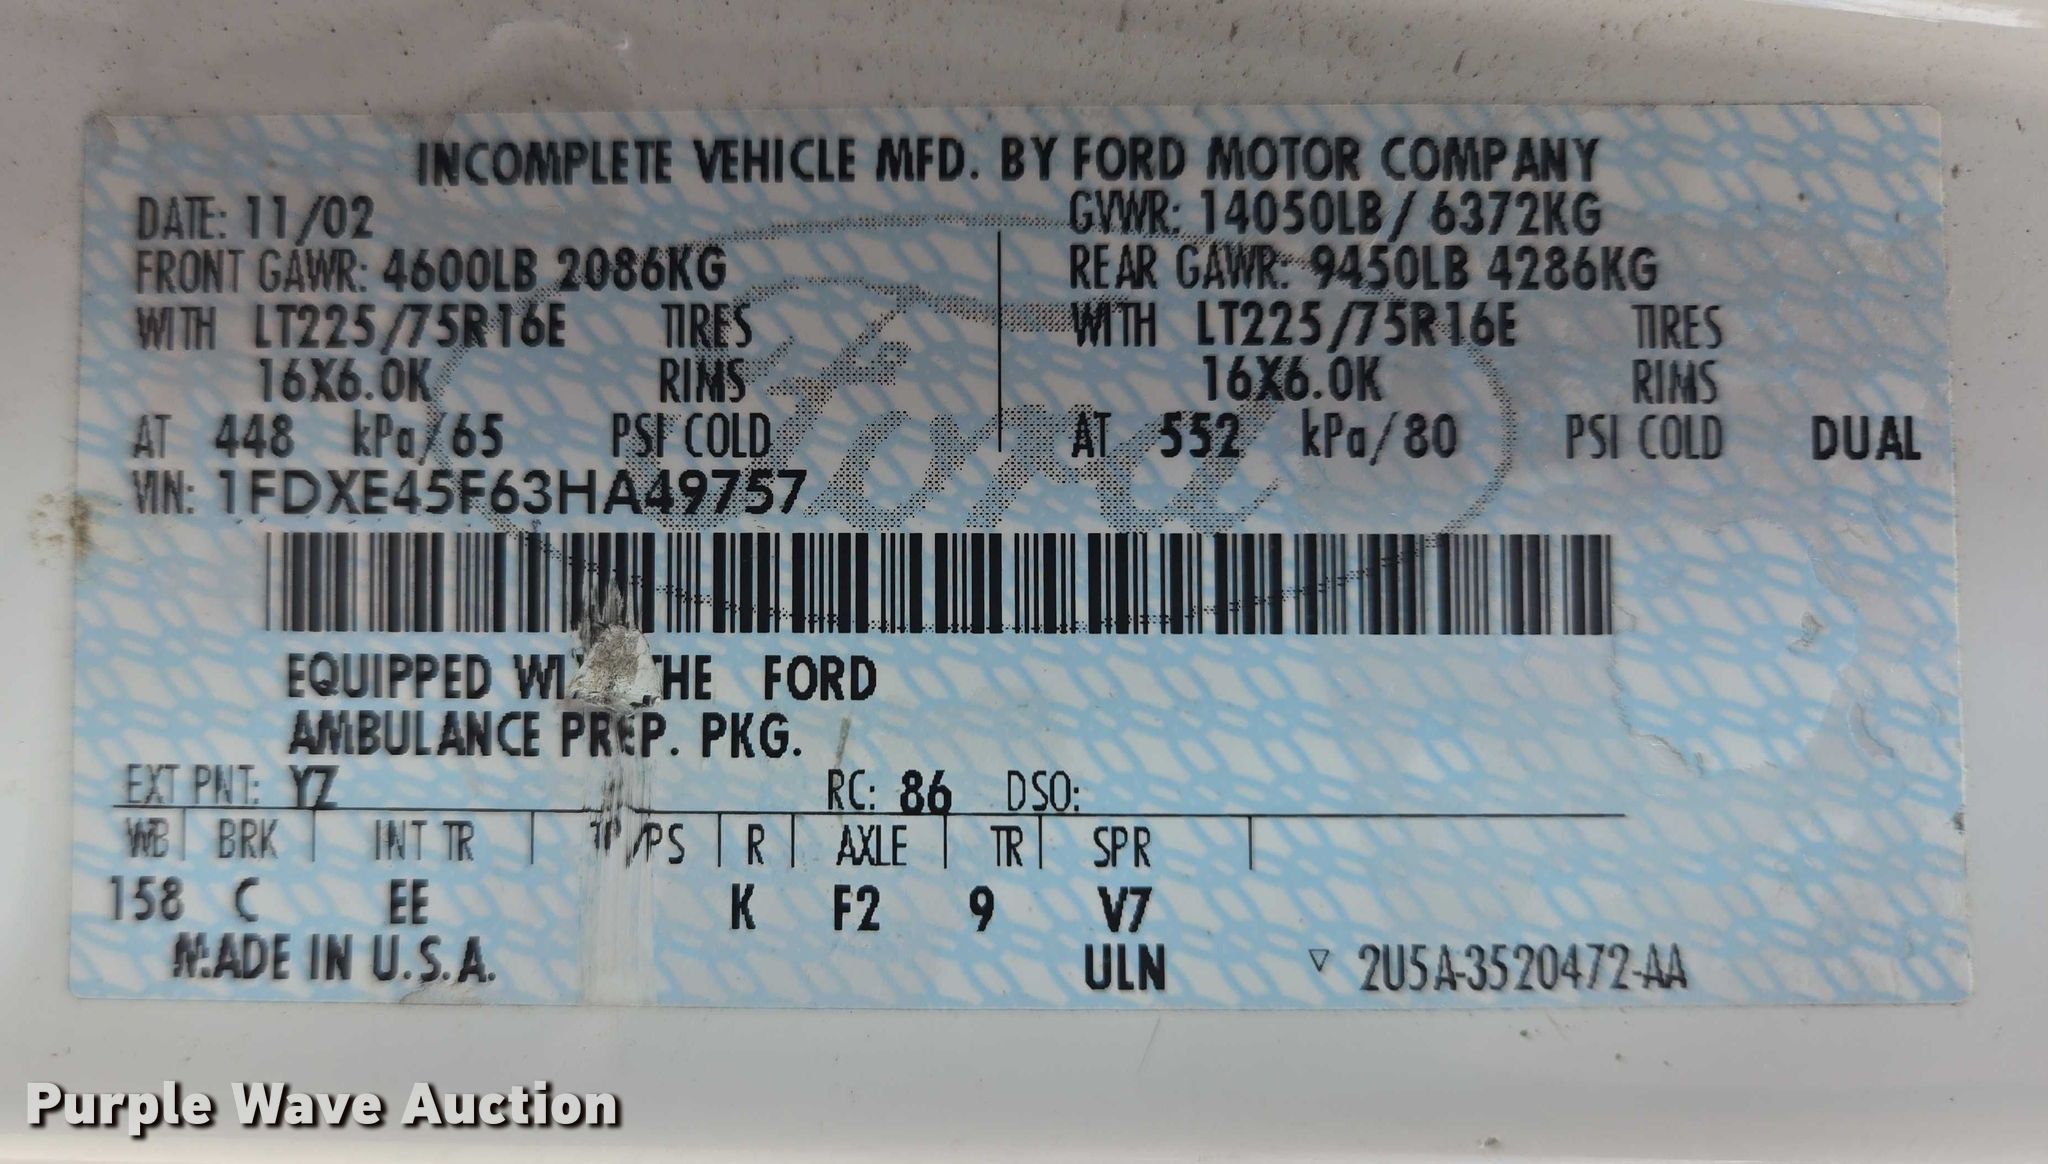 INCOMPLETE VEHICLE MFD. BY FORD MOTOR COMPANY
DATE: 11/02 GVWR: 14050LB/ 6372KG
FRONT GAWR: 4600LB 2086KG REAR GAWR: 9450LB 4286KG
WITH LT225/75R16E TIRES WITH LT225/75R16E TIRES
16X6.0K RIMS 16X6.0K RIMS
AT 448 kPa/65 PSI COLD AT 552 kPa/80 PSI COLD DUAL
VIN: 1FDXE45F63HA49757
Ford
EQUIPPED THE FORD
AMBULANCE PREP. PKG.
EXT PNT: YZ RC: 86 DSO:
WB BRK INT TR /PS R AXLE TR SPR
158 C EE K F2 9 V7
MADE IN U.S.A. ULN ▽ 2U5A-3520472-AA
Purple Wave Auction